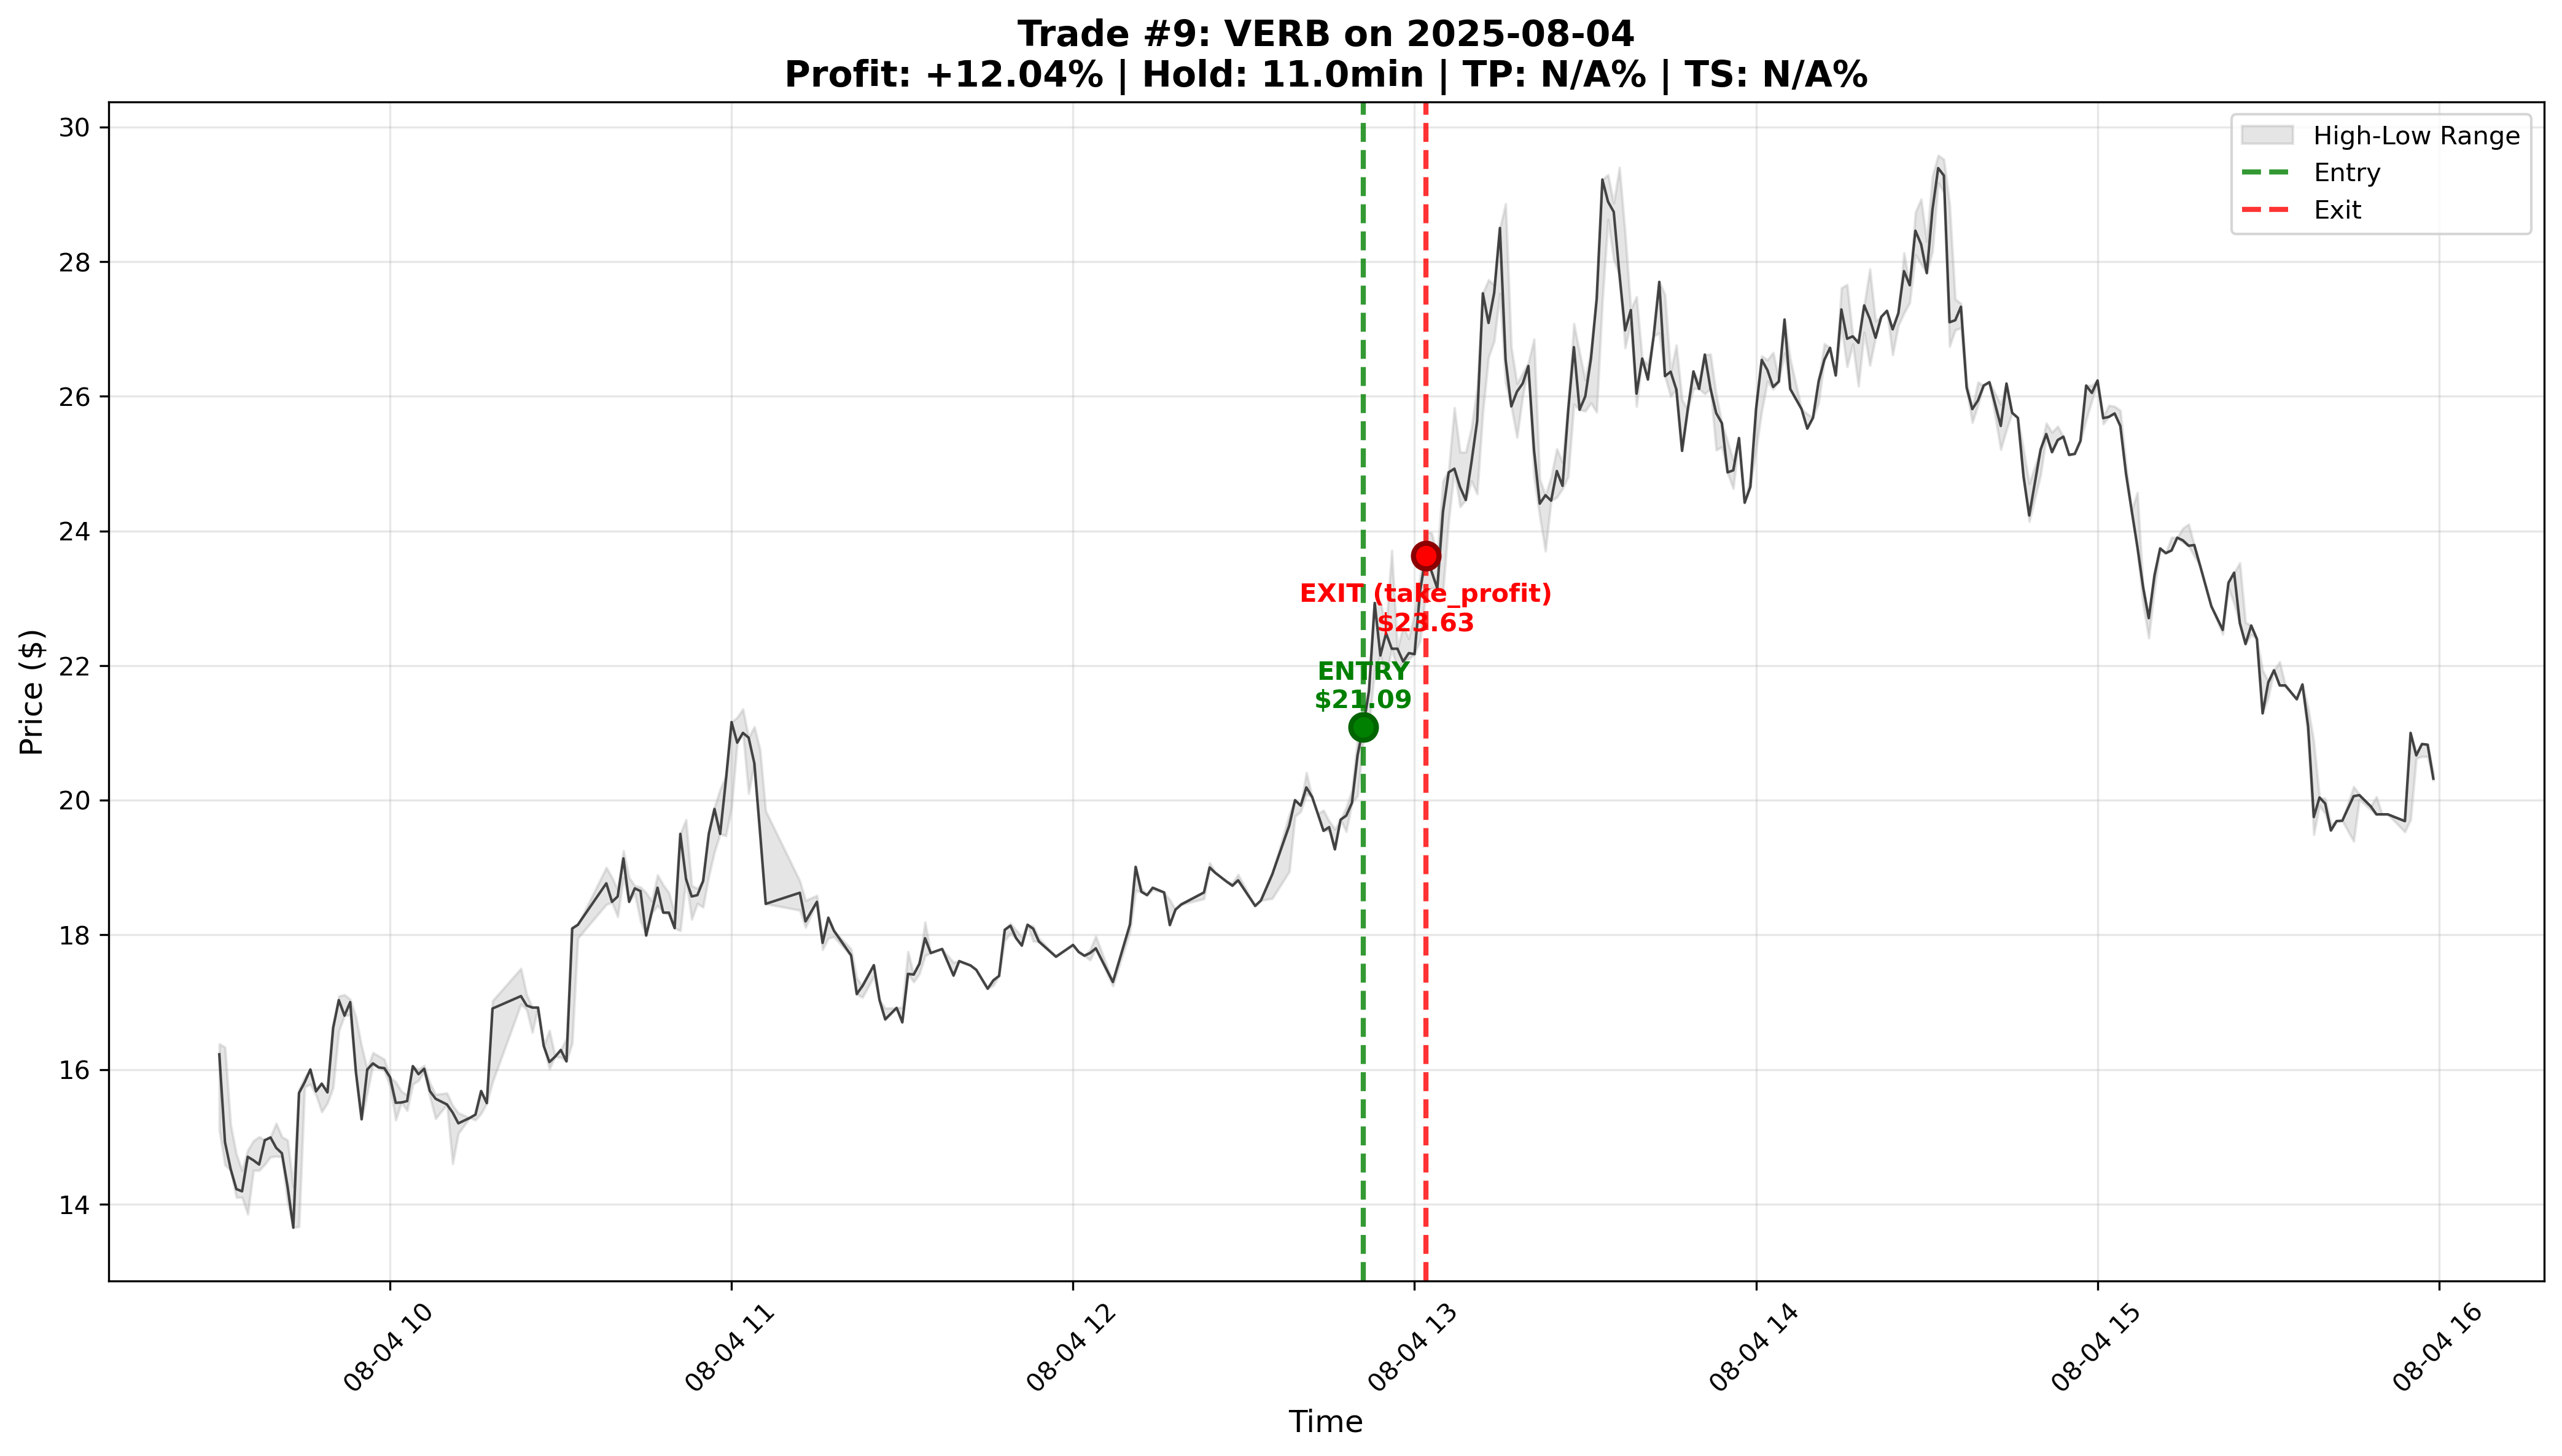 Trade #9: VERB on 2025-08-04
Profit: +12.04% | Hold: 11.0min | TP: N/A% | TS: N/A%
High-Low Range
Entry
Exit
Price ($)
30
28
26
24
22
20
18
16
14
EXIT (take_profit)
$23.63
ENTRY
$21.09
08-04 10
08-04 11
08-04 12
08-04 13
08-04 14
08-04 15
08-04 16
Time